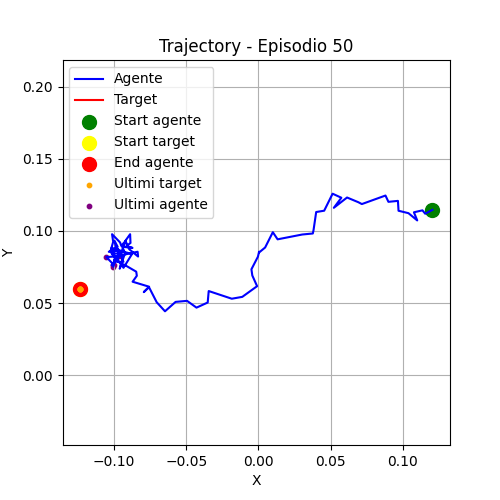 Trajectory - Episodio 50
0.20
0.15
0.10
0.05
0.00
Y
Agente
Target
Start agente
Start target
End agente
Ultimi target
Ultimi agente
−0.10
−0.05
0.00
0.05
0.10
X